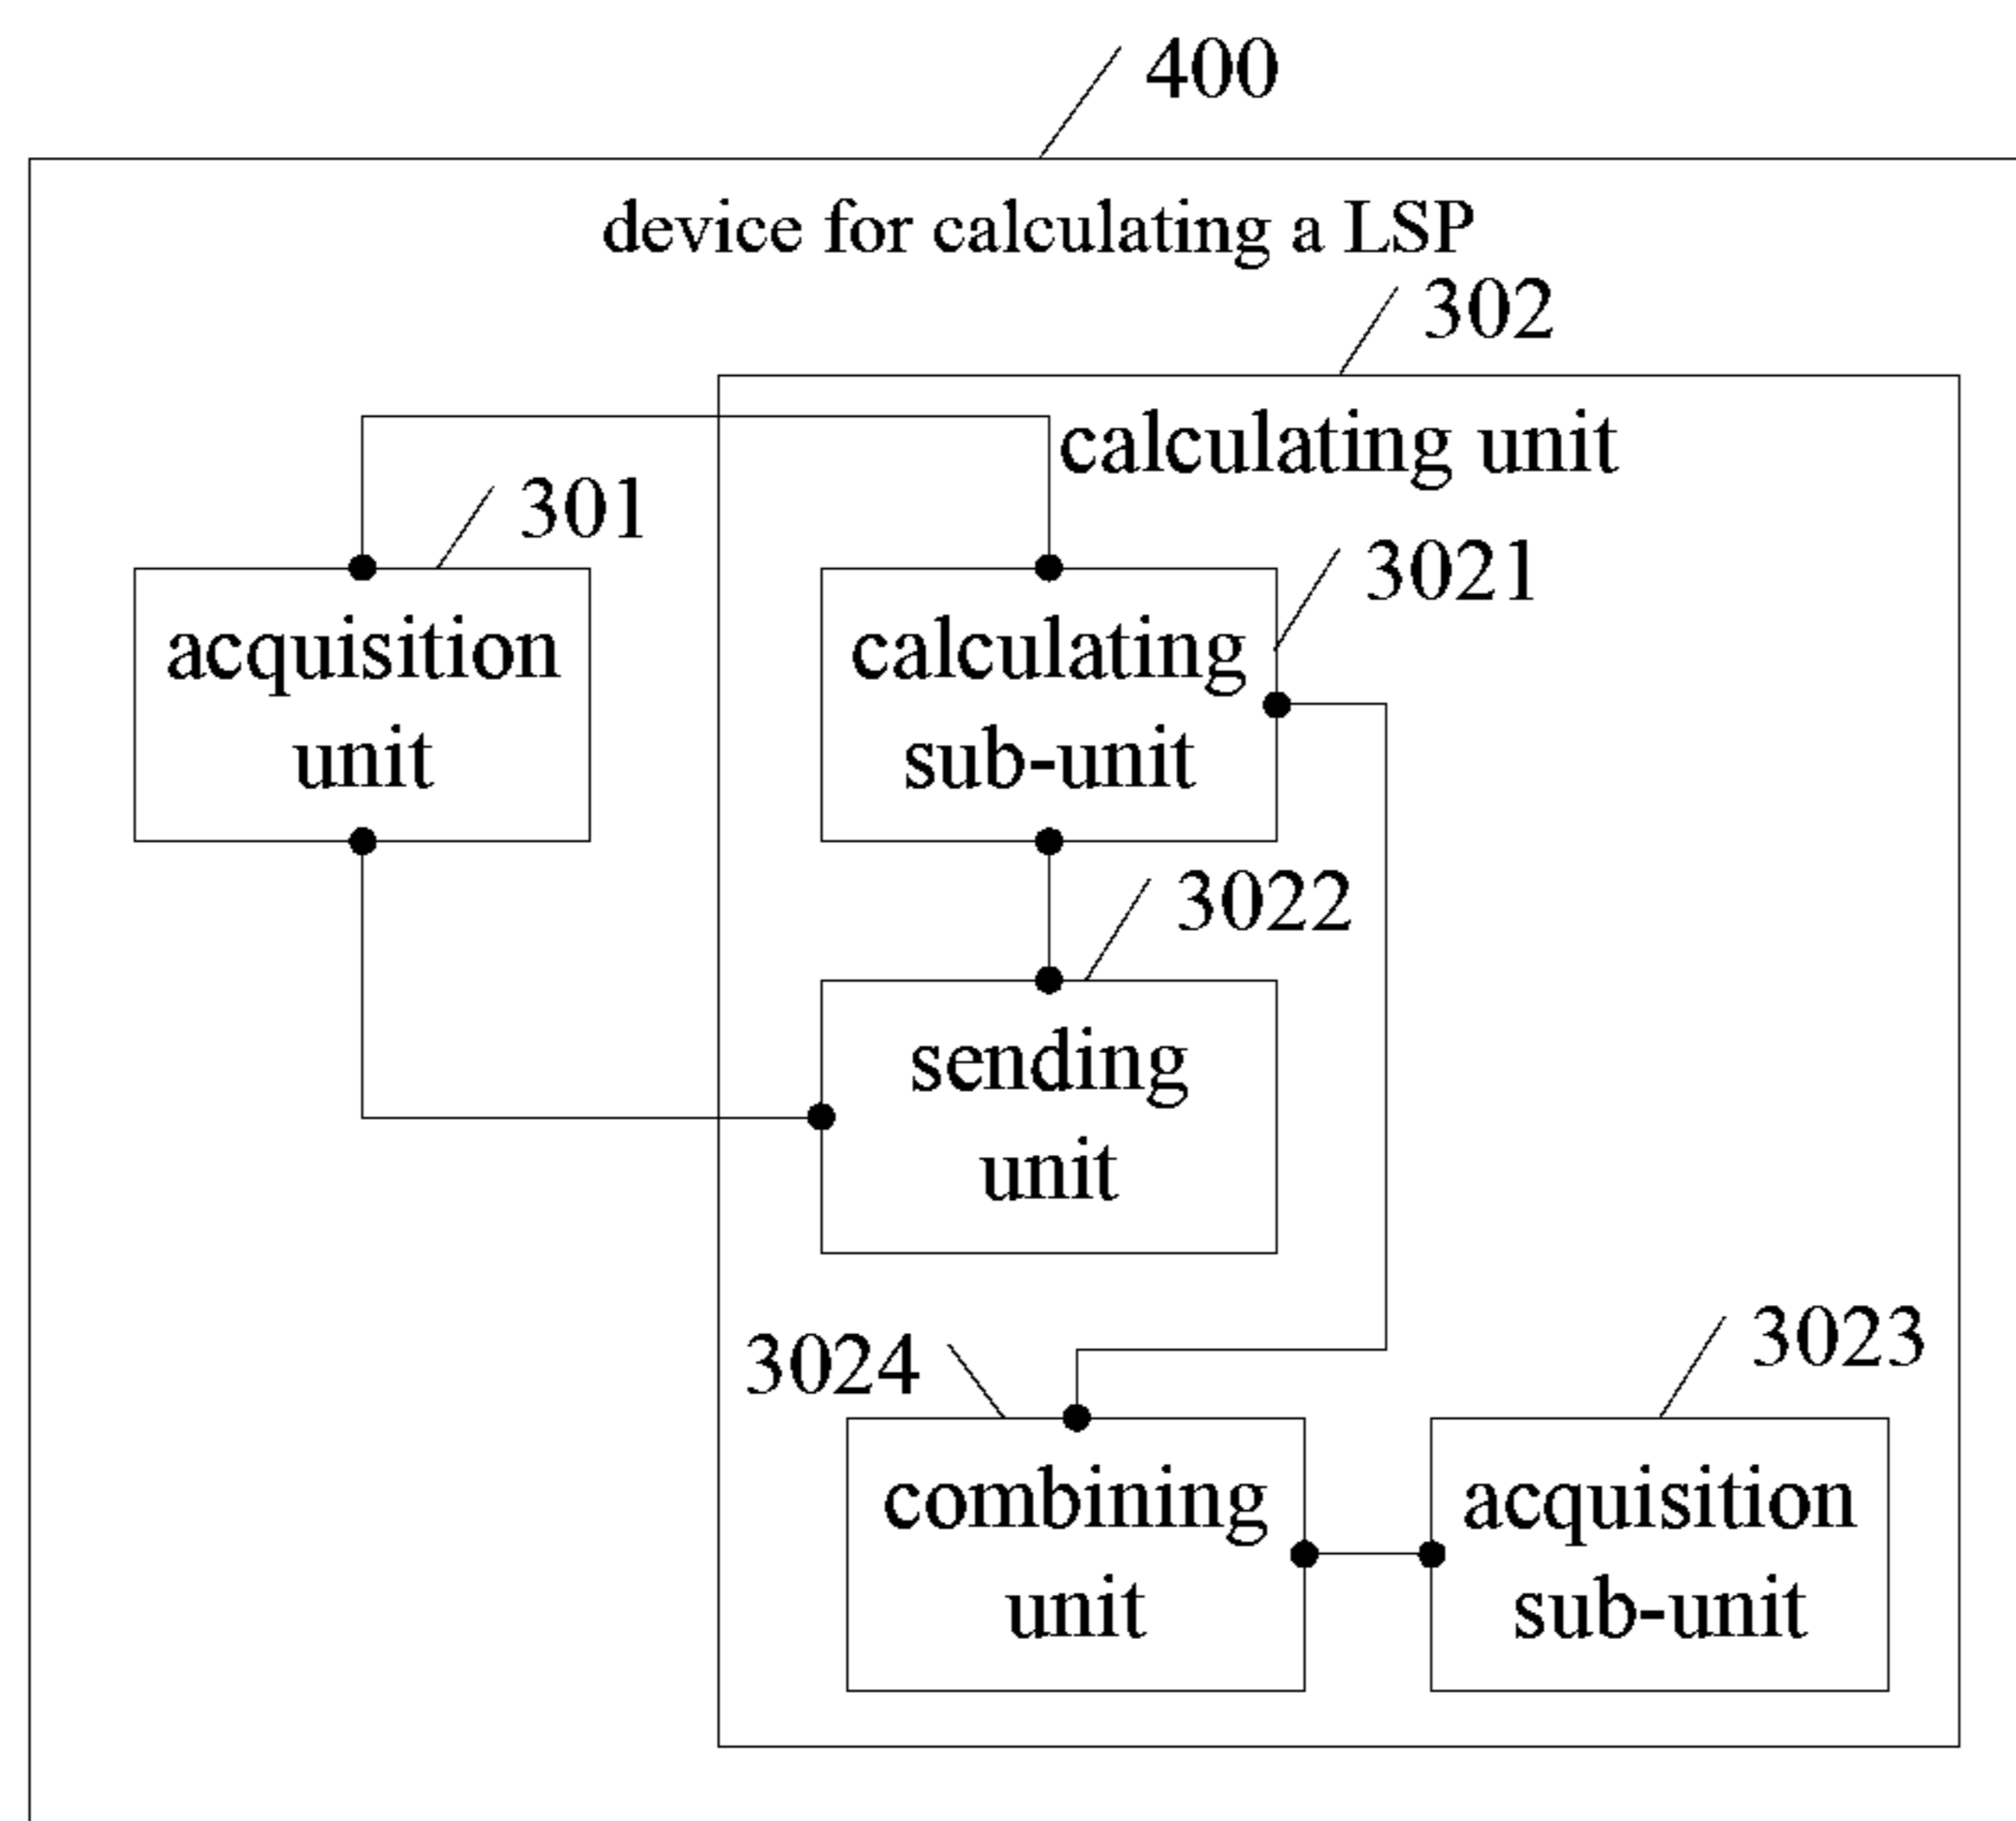 400
device for calculating a LSP
302
calculating unit
301
3021
acquisition
unit
calculating
sub-unit
3022
sending
unit
3024
3023
combining
unit
acquisition
sub-unit